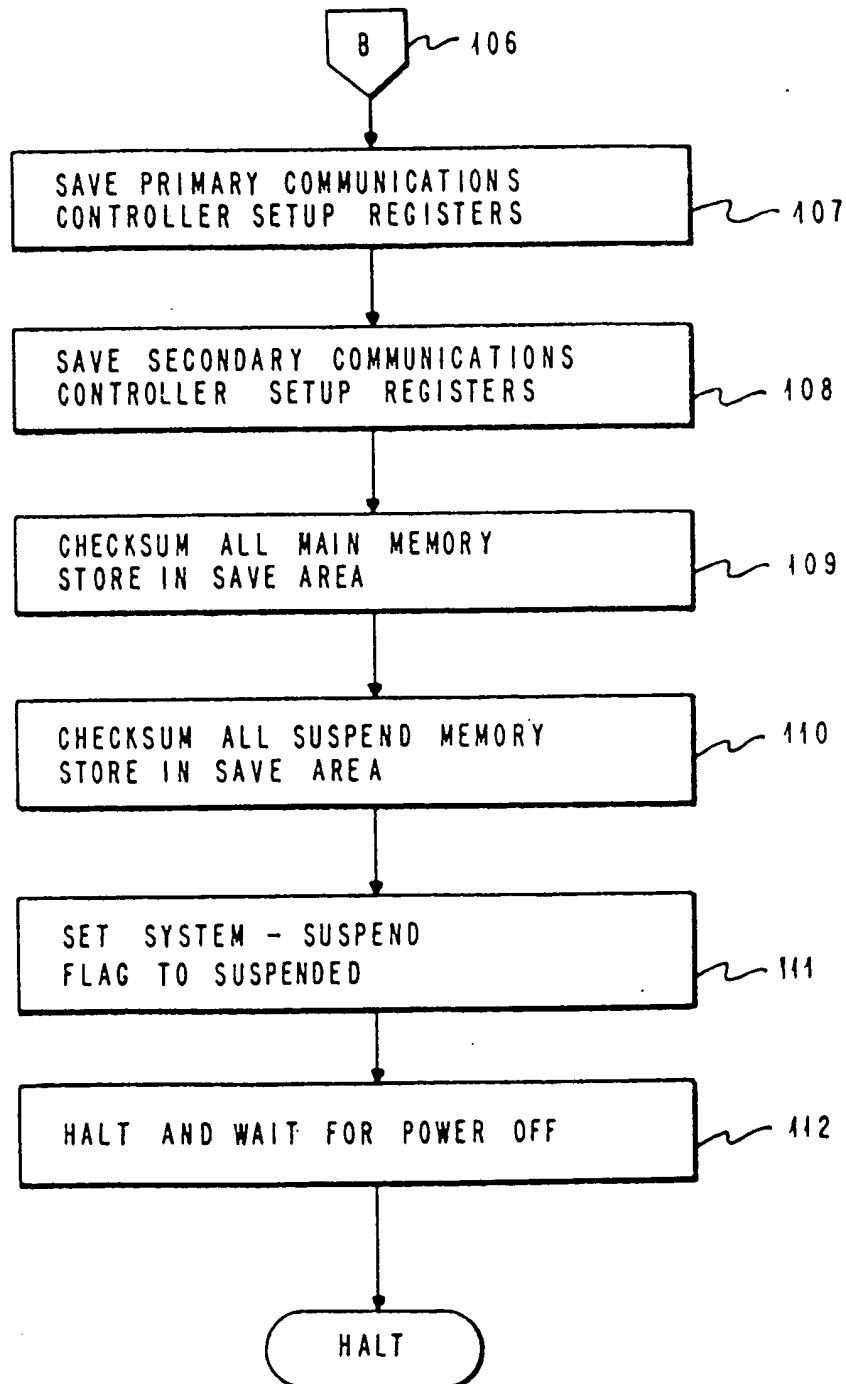 B
106
SAVE PRIMARY COMMUNICATIONS
CONTROLLER SETUP REGISTERS
107
SAVE SECONDARY COMMUNICATIONS
CONTROLLER SETUP REGISTERS
108
CHECKSUM ALL MAIN MEMORY
STORE IN SAVE AREA
109
CHECKSUM ALL SUSPEND MEMORY
STORE IN SAVE AREA
110
SET SYSTEM - SUSPEND
FLAG TO SUSPENDED
111
HALT AND WAIT FOR POWER OFF
112
HALT